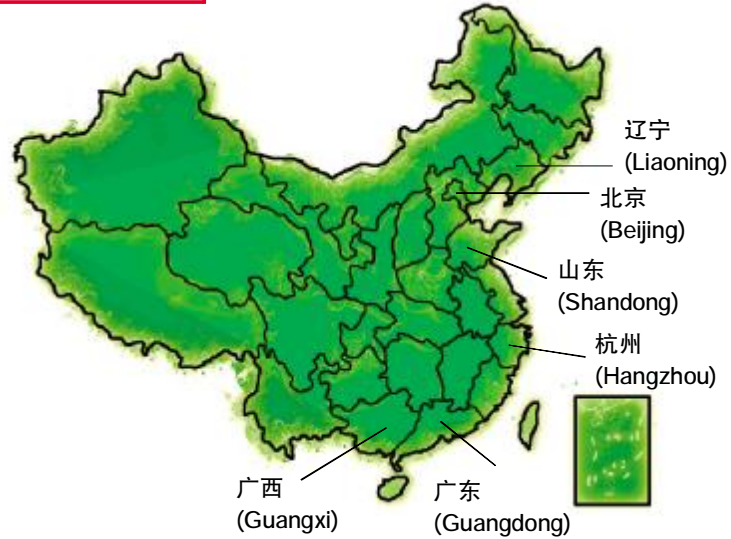 辽宁
(Liaoning)
北京
(Beijing)
山东
(Shandong)
杭州
(Hangzhou)
广西
(Guangxi)
广东
(Guangdong)